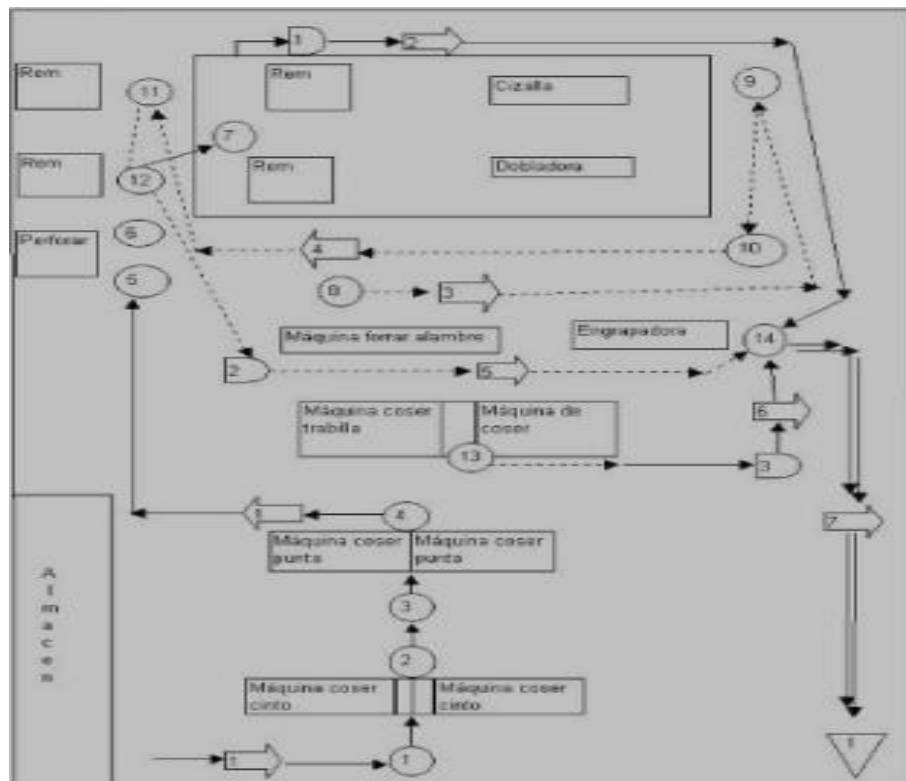 1
2
Rem
Rem
Cizalla
9
11
7
Rem
Rem
Dobladora
12
6
Perforar
4
10
5
8
3
Máquina forrar alambre
Engrapadora
14
2
5
Máquina coser
trabilla
Máquina de
coser
6
13
3
4
7
Máquina coser
punta
Máquina coser
punta
Almacen
3
2
Máquina coser
cinto
Máquina coser
cinto
1
1
1